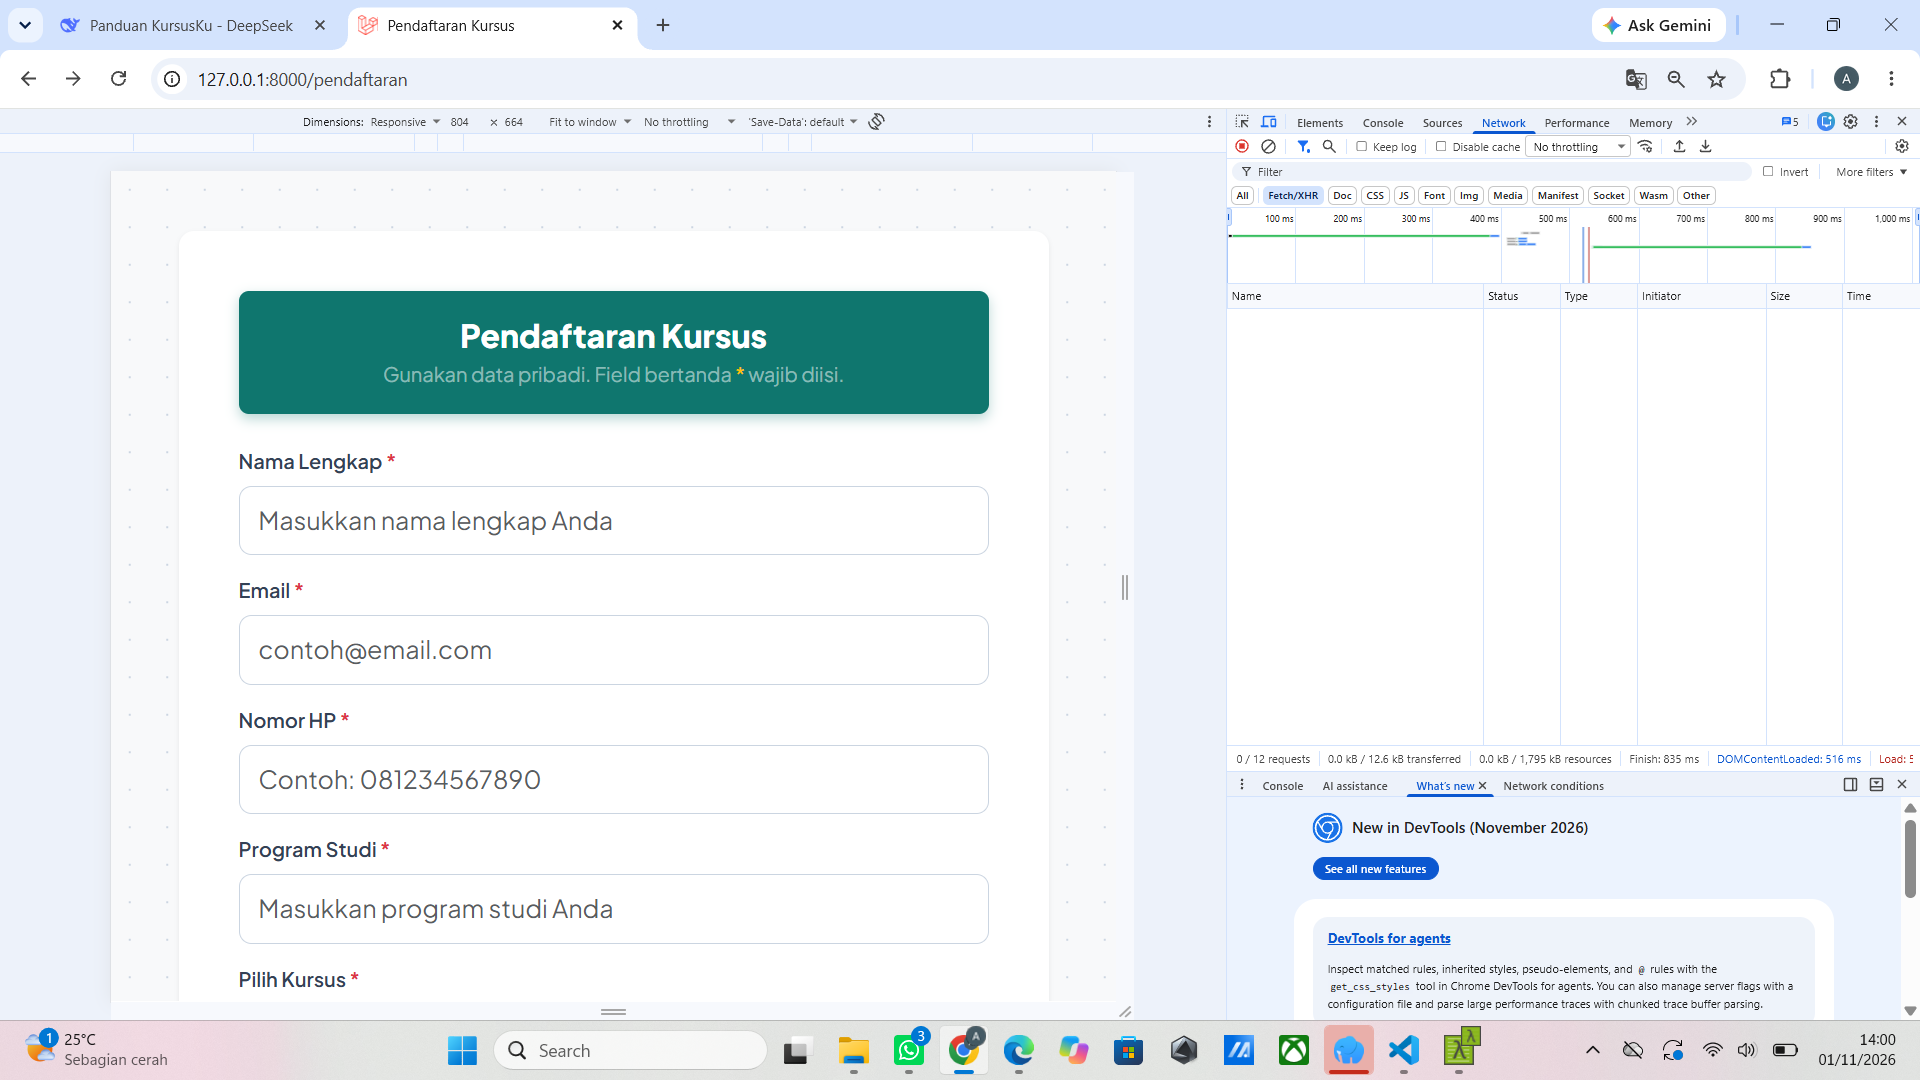 Panduan KursusKu - DeepSeek
Pendaftaran Kursus
Ask Gemini
127.0.0.1:8000/pendaftaran
A
Dimensions: Responsive 804 × 664 Fit to window No throttling 'Save-Data': default
Elements Console Sources Network Performance Memory 5
Keep log Disable cache No throttling
Filter Invert More filters
All Fetch/XHR Doc CSS JS Font Img Media Manifest Socket Wasm Other
100 ms 200 ms 300 ms 400 ms 500 ms 600 ms 700 ms 800 ms 900 ms 1,000 ms
Name Status Type Initiator Size Time
Pendaftaran Kursus
Gunakan data pribadi. Field bertanda * wajib diisi.
Nama Lengkap *
Masukkan nama lengkap Anda
Email *
contoh@email.com
Nomor HP *
Contoh: 081234567890
Program Studi *
Masukkan program studi Anda
Pilih Kursus *
0 / 12 requests 0.0 kB / 12.6 kB transferred 0.0 kB / 1,795 kB resources Finish: 835 ms DOMContentLoaded: 516 ms Load: 5
Console AI assistance What's new Network conditions
New in DevTools (November 2026)
See all new features
DevTools for agents
Inspect matched rules, inherited styles, pseudo-elements, and @ rules with the
get_css_styles tool in Chrome DevTools for agents. You can also manage server flags with a
configuration file and parse large performance traces with chunked trace buffer parsing.
1
25°C
Sebagian cerah
Search
3
A
14:00
01/11/2026